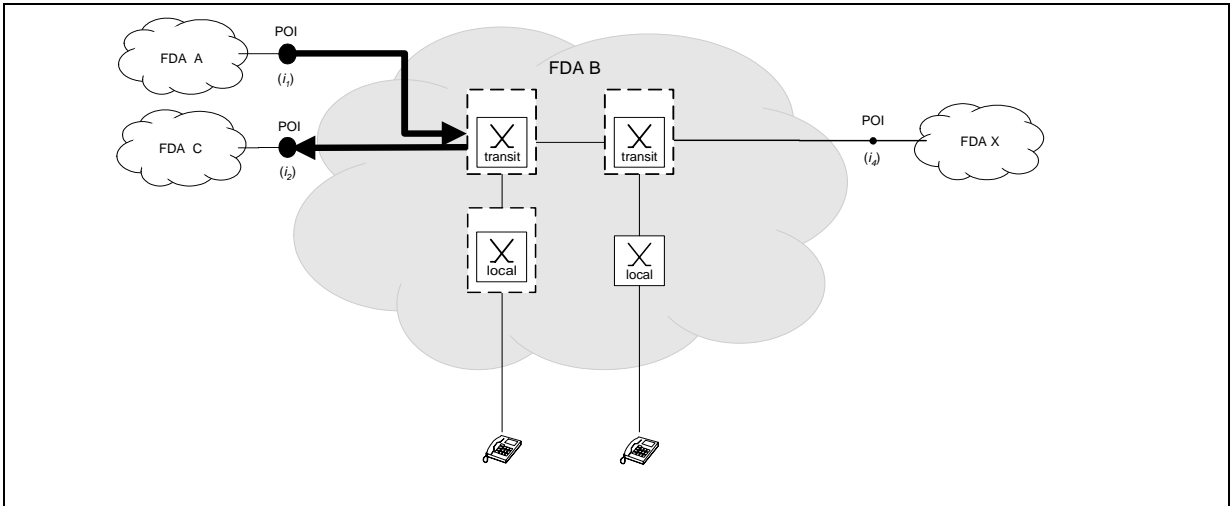 POI
FDA A
(i1)
FDA B
POI
FDA C
(i2)
transit
transit
POI
(i4)
FDA X
local
local